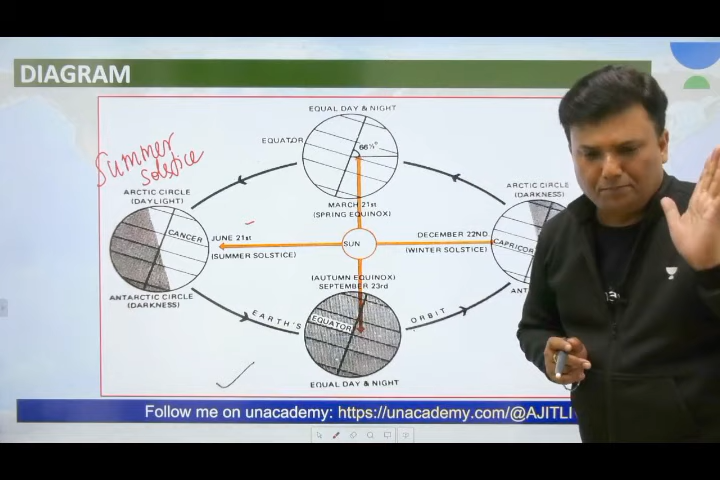 DIAGRAM
EQUAL DAY & NIGHT
EQUATOR
66½°
Summer
solstice
ARCTIC CIRCLE
(DAYLIGHT)
ARCTIC CIRCLE
(DARKNESS)
MARCH 21st
(SPRING EQUINOX)
CANCER
JUNE 21st
(SUMMER SOLSTICE)
SUN
DECEMBER 22ND
(WINTER SOLSTICE)
CAPRICOR
(AUTUMN EQUINOX)
SEPTEMBER 23rd
ANTARCTIC CIRCLE
(DARKNESS)
ANT
EARTH'S
ORBIT
EQUATOR
EQUAL DAY & NIGHT
Follow me on unacademy: https://unacademy.com/@AJITLI